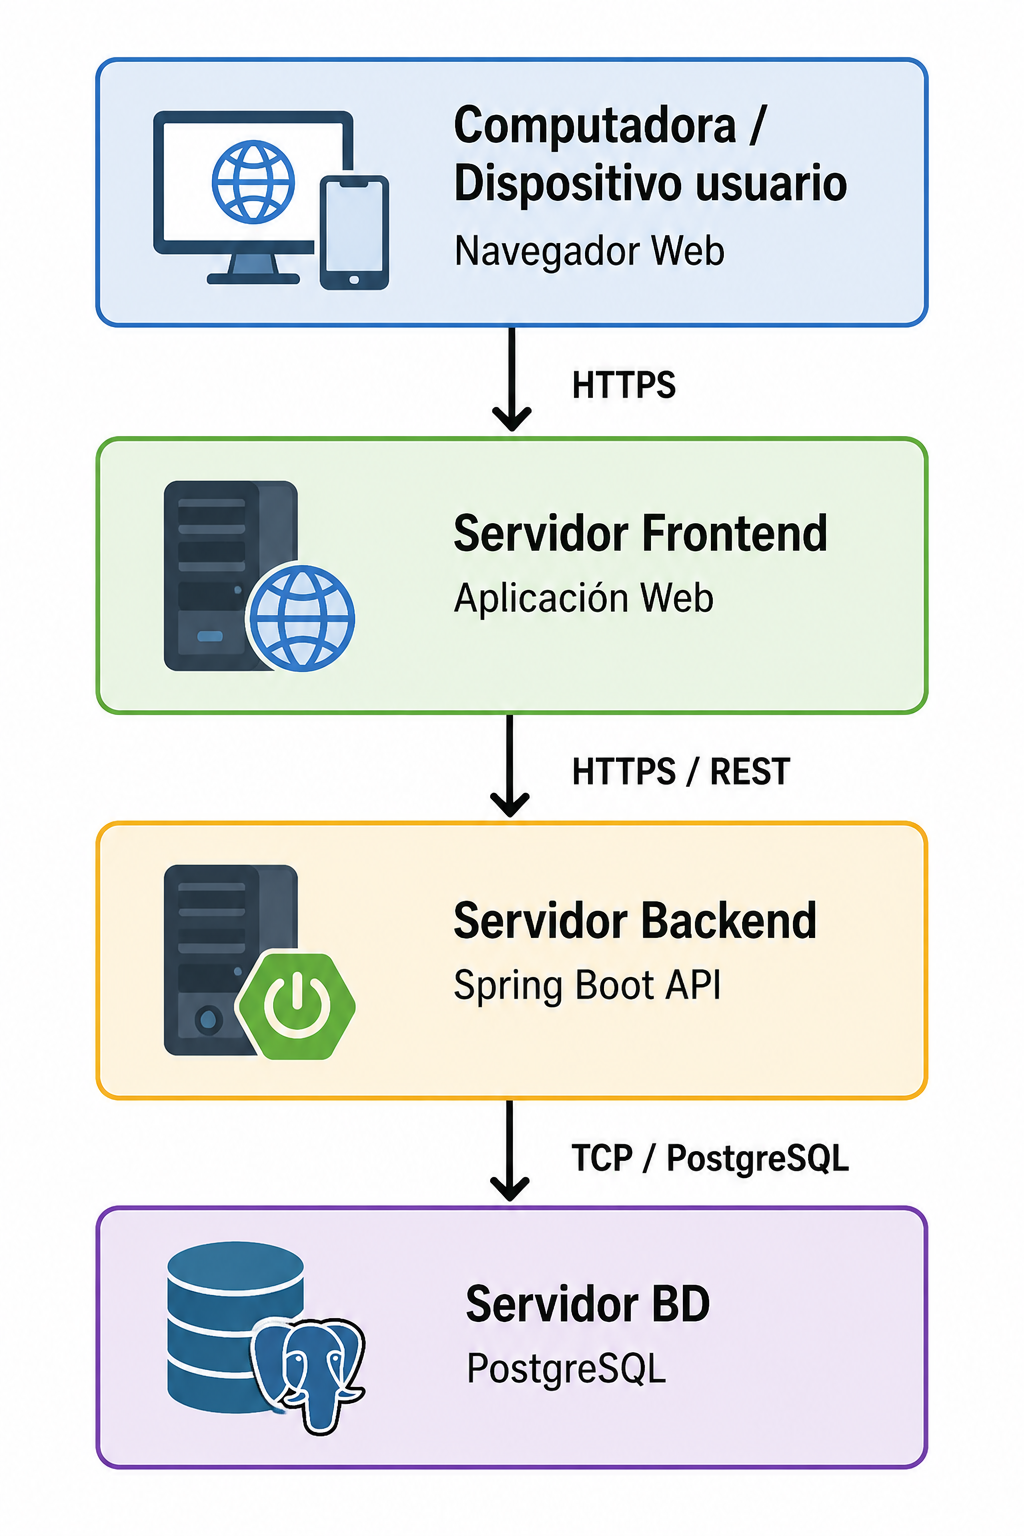 Computadora /
Dispositivo usuario
Navegador Web
HTTPS
Servidor Frontend
Aplicación Web
HTTPS / REST
Servidor Backend
Spring Boot API
TCP / PostgreSQL
Servidor BD
PostgreSQL